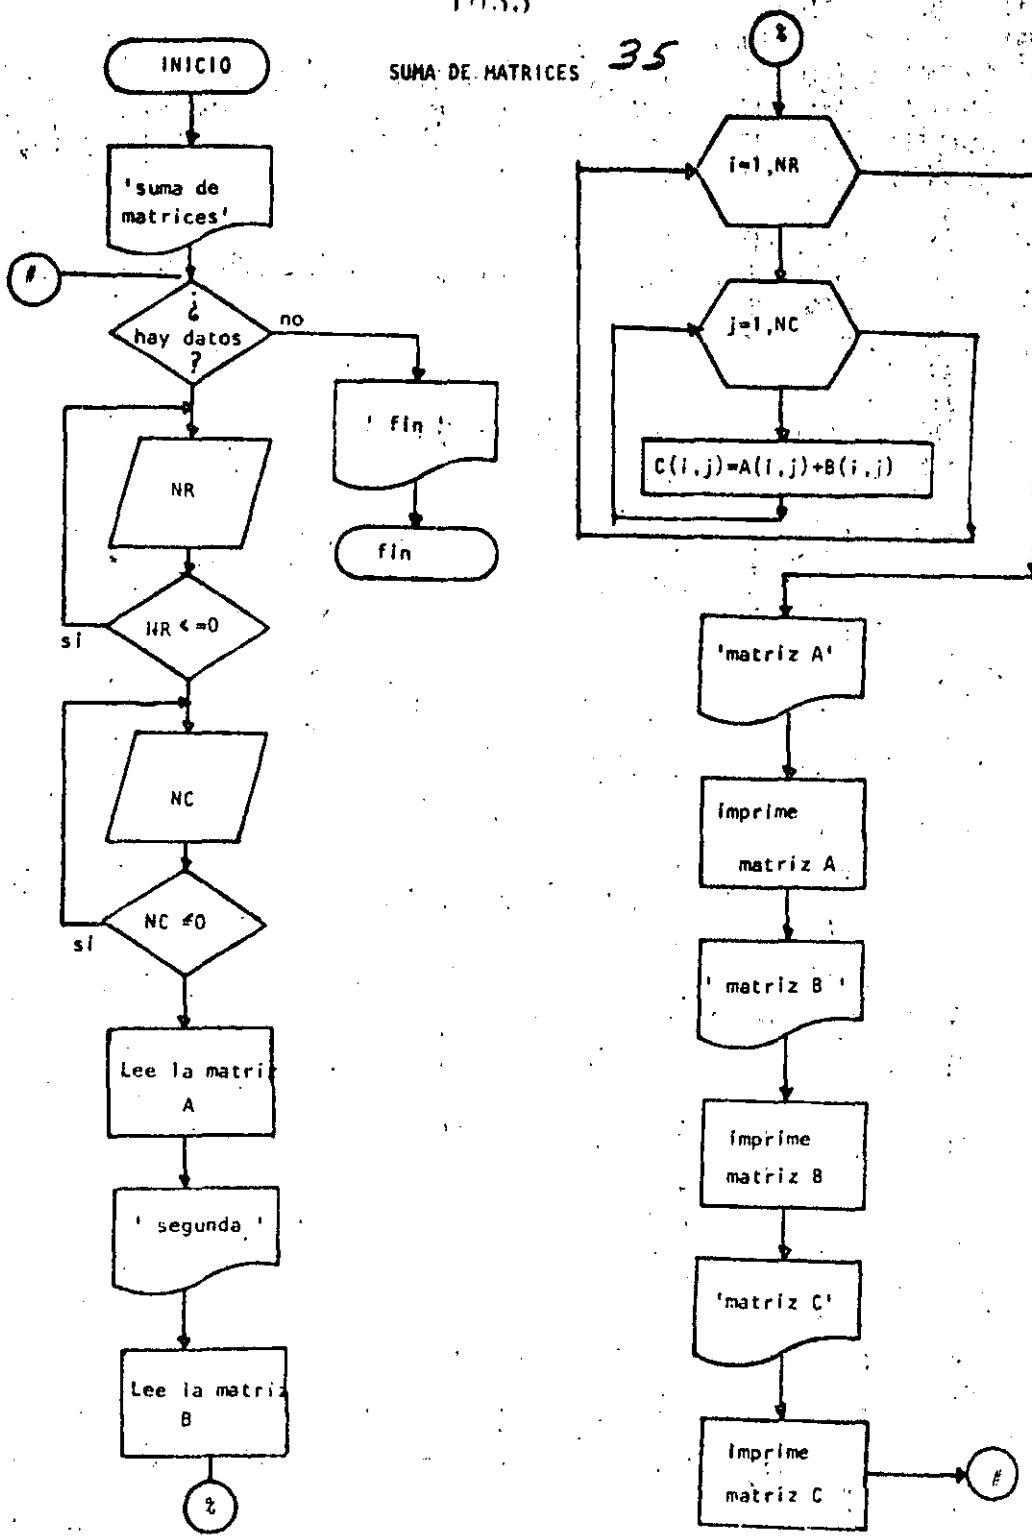 SUMA DE MATRICES 35
INICIO
'suma de
matrices'
#
¿
hay datos
?
no
' fin '
fin
NR
NR <=0
si
NC
NC ≤0
si
Lee la matriz
A
' segunda '
Lee la matriz
B
%
%
i=1,NR
j=1,NC
C(i,j)=A(i,j)+B(i,j)
'matriz A'
imprime
matriz A
' matriz B '
imprime
matriz B
'matriz C'
imprime
matriz C
#